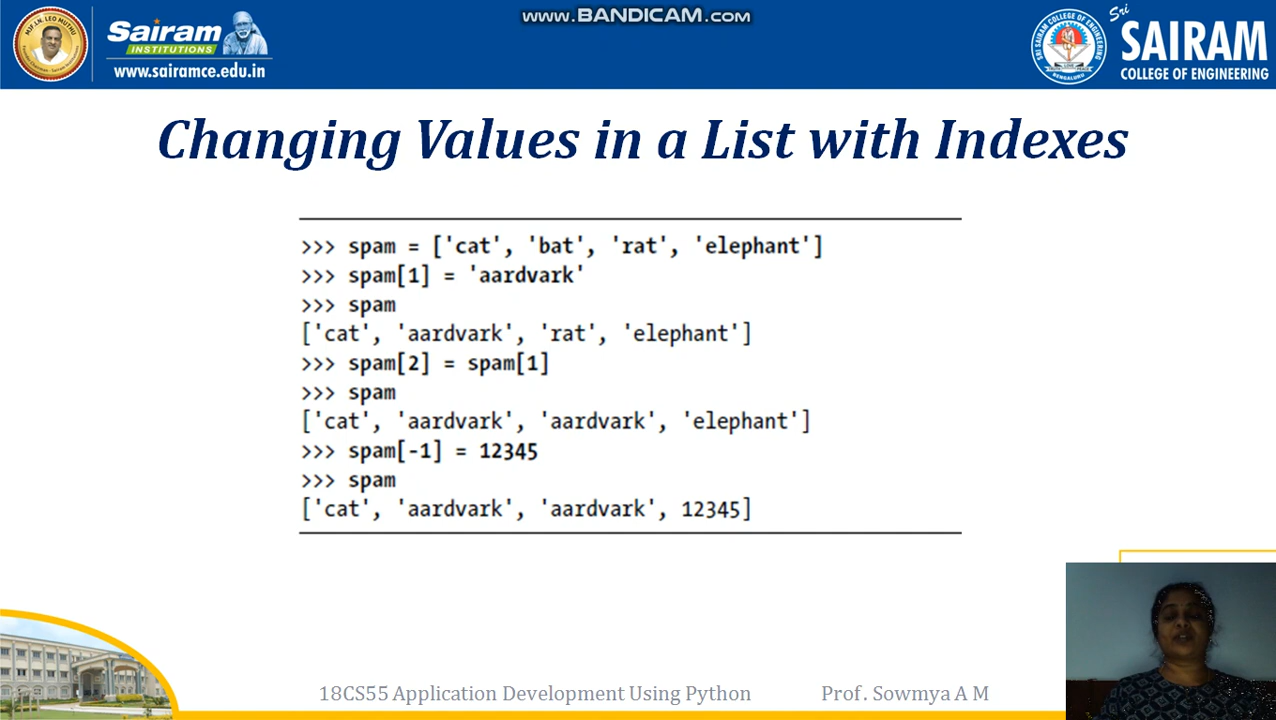 www.BANDICAM.com
Sairam
INSTITUTIONS
www.sairamce.edu.in
Sri
SAIRAM
COLLEGE OF ENGINEERING
Changing Values in a List with Indexes
>>> spam = ['cat', 'bat', 'rat', 'elephant']
>>> spam[1] = 'aardvark'
>>> spam
['cat', 'aardvark', 'rat', 'elephant']
>>> spam[2] = spam[1]
>>> spam
['cat', 'aardvark', 'aardvark', 'elephant']
>>> spam[-1] = 12345
>>> spam
['cat', 'aardvark', 'aardvark', 12345]
18CS55 Application Development Using Python Prof. Sowmya A M